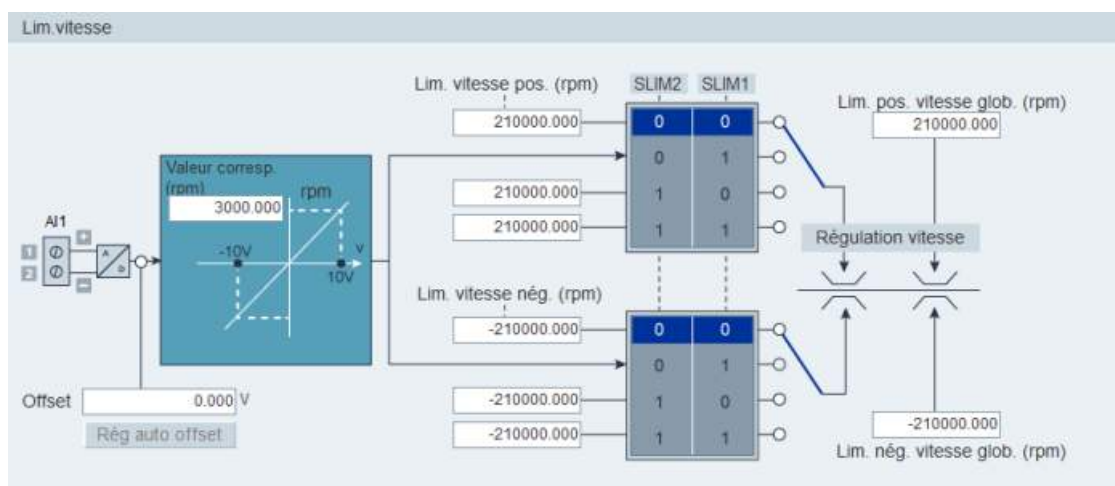 Lim.vitesse
Lim. vitesse pos. (rpm)
SLIM2 SLIM1
Lim. pos. vitesse glob. (rpm)
210000.000
0 0
210000.000
0 1
210000.000
1 0
210000.000
1 1
Valeur corresp.
(rpm)
3000.000
rpm
-10V
V
10V
AI1
1
2
+
-
A
D
Régulation vitesse
Lim. vitesse nég. (rpm)
-210000.000
0 0
0 1
-210000.000
1 0
-210000.000
1 1
Offset
0.000 V
Rég auto offset
-210000.000
Lim. nég. vitesse glob. (rpm)